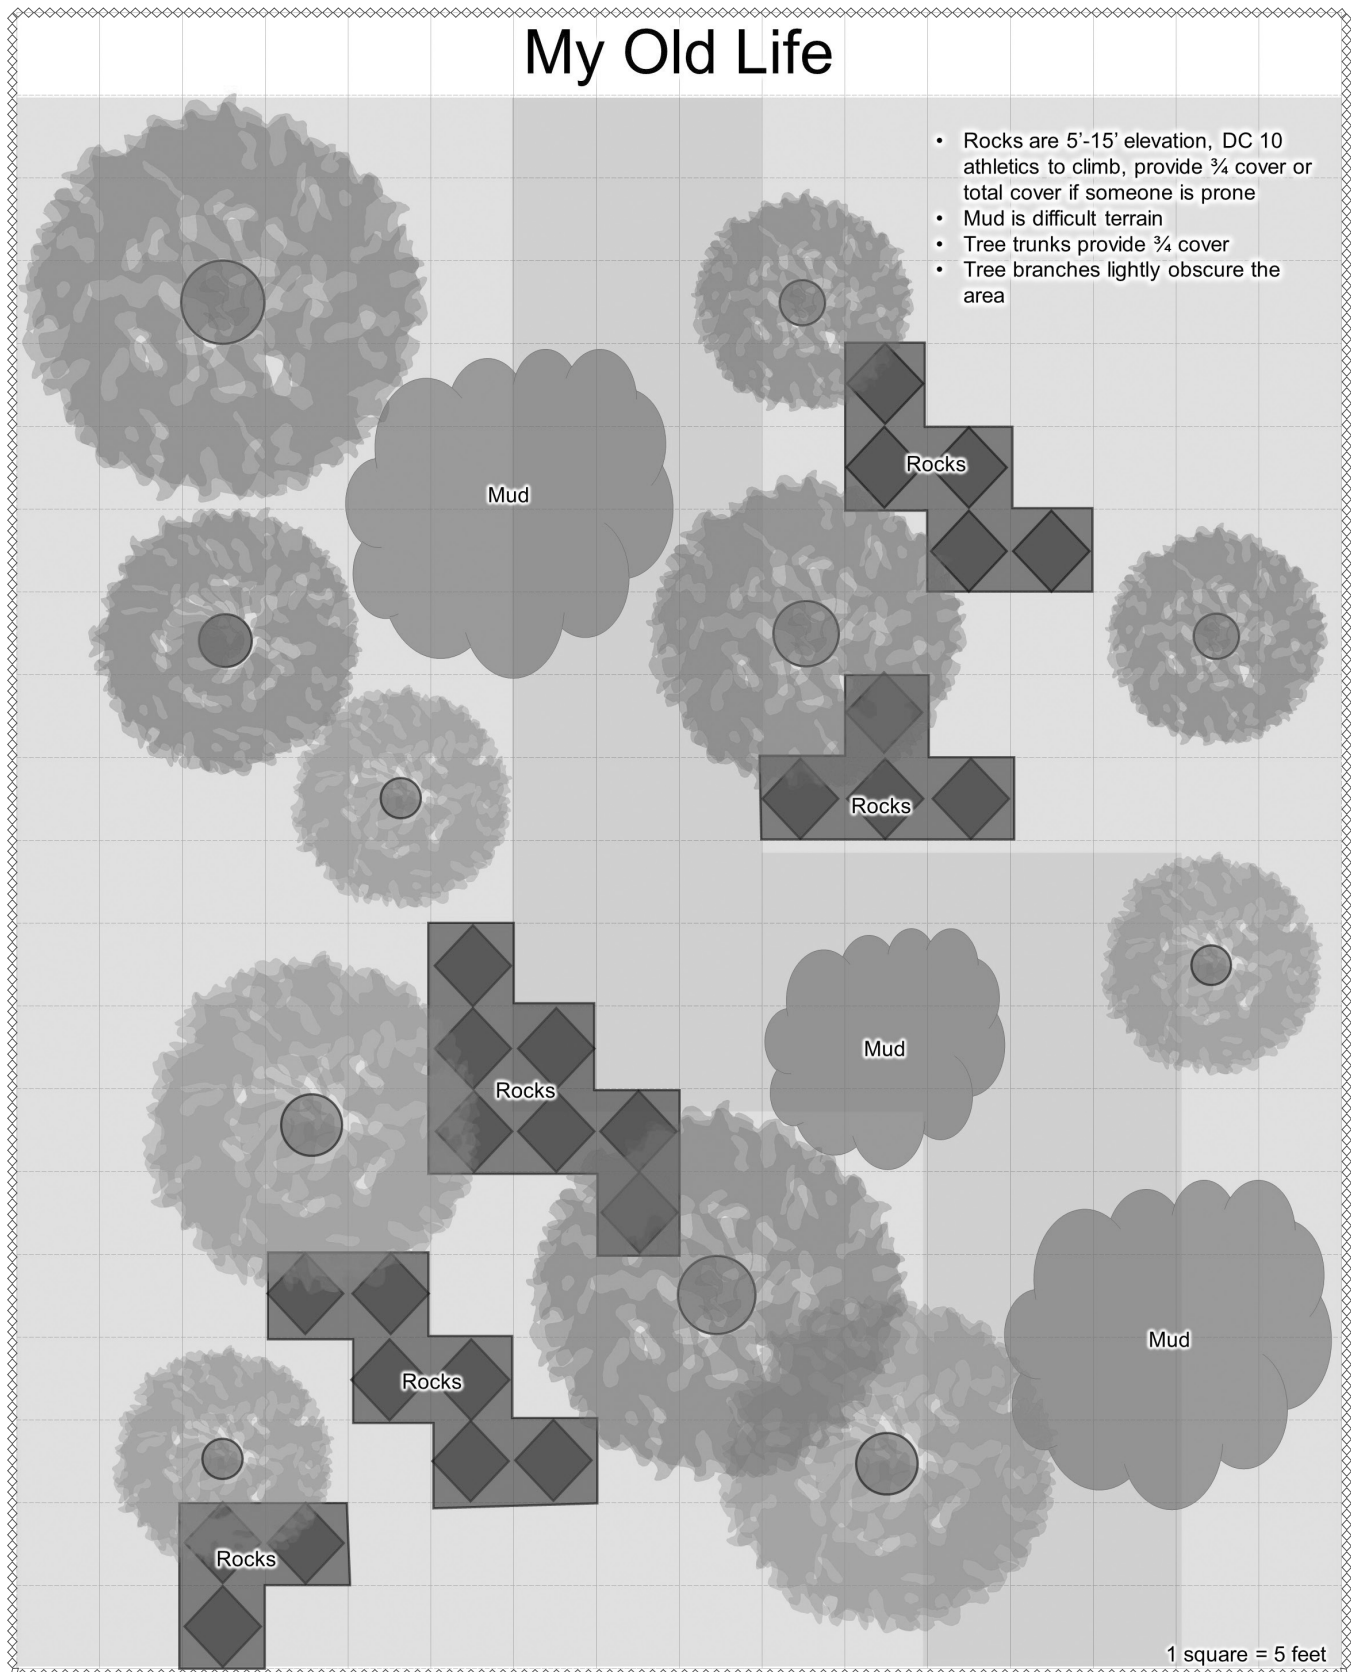 My Old Life
• Rocks are 5’-15’ elevation, DC 10
athletics to climb, provide ¾ cover or
total cover if someone is prone
• Mud is difficult terrain
• Tree trunks provide ¾ cover
• Tree branches lightly obscure the
area
Rocks
Mud
Rocks
Mud
Rocks
Mud
Rocks
Rocks
1 square = 5 feet